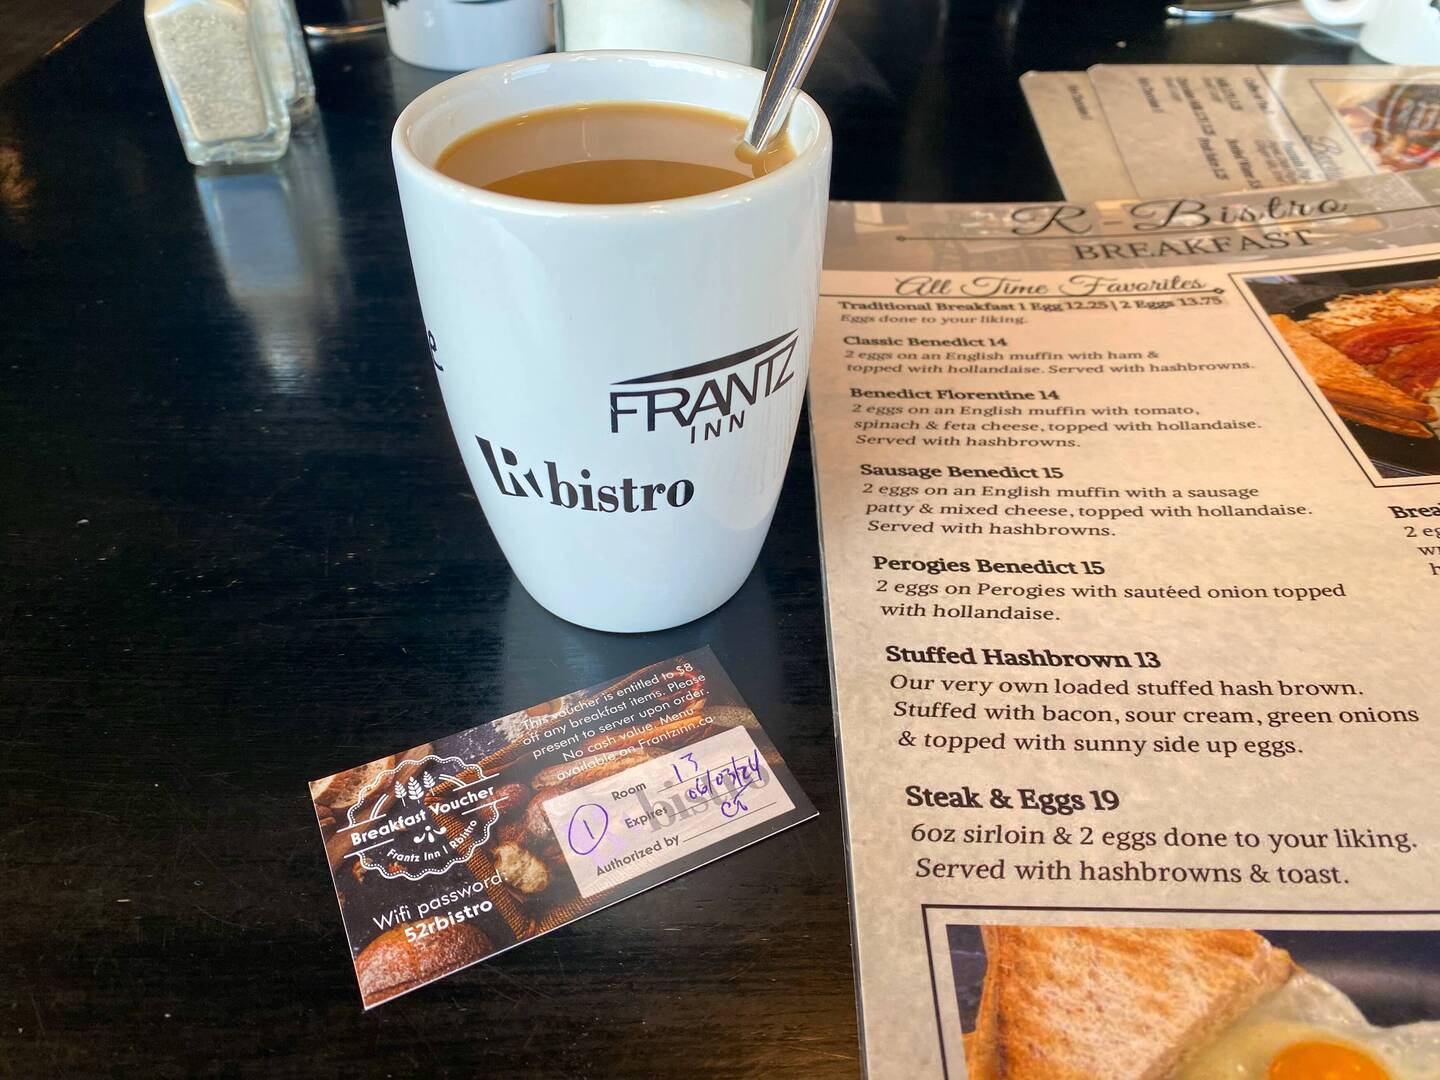 FRANTZ
INN
Rbistro
This voucher is entitled to $8
off any breakfast items. Please
present to server upon order.
No cash value. Menu
available on Frantzinn.ca
Breakfast Voucher
Frantz Inn | Rbistro
Wifi password:
52rbistro
Room 13
1
Expires 06/03/24
Authorized by
bistro
R-Bistro
BREAKFAST
All Time Favorites
Traditional Breakfast 1 Egg 12.25 | 2 Eggs 13.75
Eggs done to your liking.
Classic Benedict 14
2 eggs on an English muffin with ham &
topped with hollandaise. Served with hashbrowns.
Benedict Florentine 14
2 eggs on an English muffin with tomato,
spinach & feta cheese, topped with hollandaise.
Served with hashbrowns.
Sausage Benedict 15
2 eggs on an English muffin with a sausage
patty & mixed cheese, topped with hollandaise.
Served with hashbrowns.
Perogies Benedict 15
2 eggs on Perogies with sautéed onion topped
with hollandaise.
Stuffed Hashbrown 13
Our very own loaded stuffed hash brown.
Stuffed with bacon, sour cream, green onions
& topped with sunny side up eggs.
Steak & Eggs 19
6oz sirloin & 2 eggs done to your liking.
Served with hashbrowns & toast.